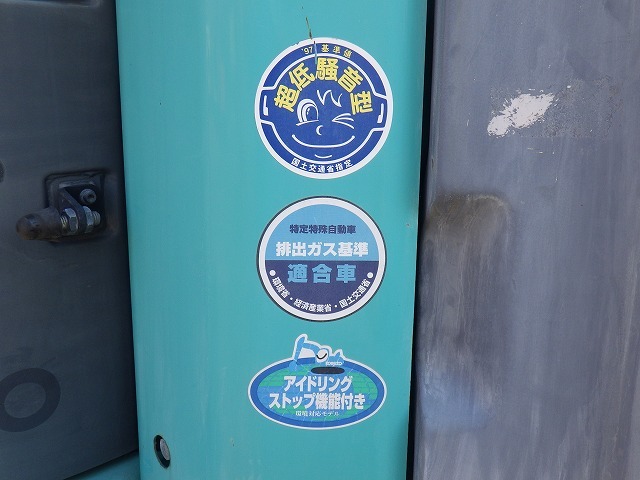 '97 基準値
超低騒音型
国土交通省指定
特定特殊自動車
排出ガス基準
適合車
●環境省・経済産業省・国土交通省●
アイドリング
ストップ機能付き
環境対応モデル